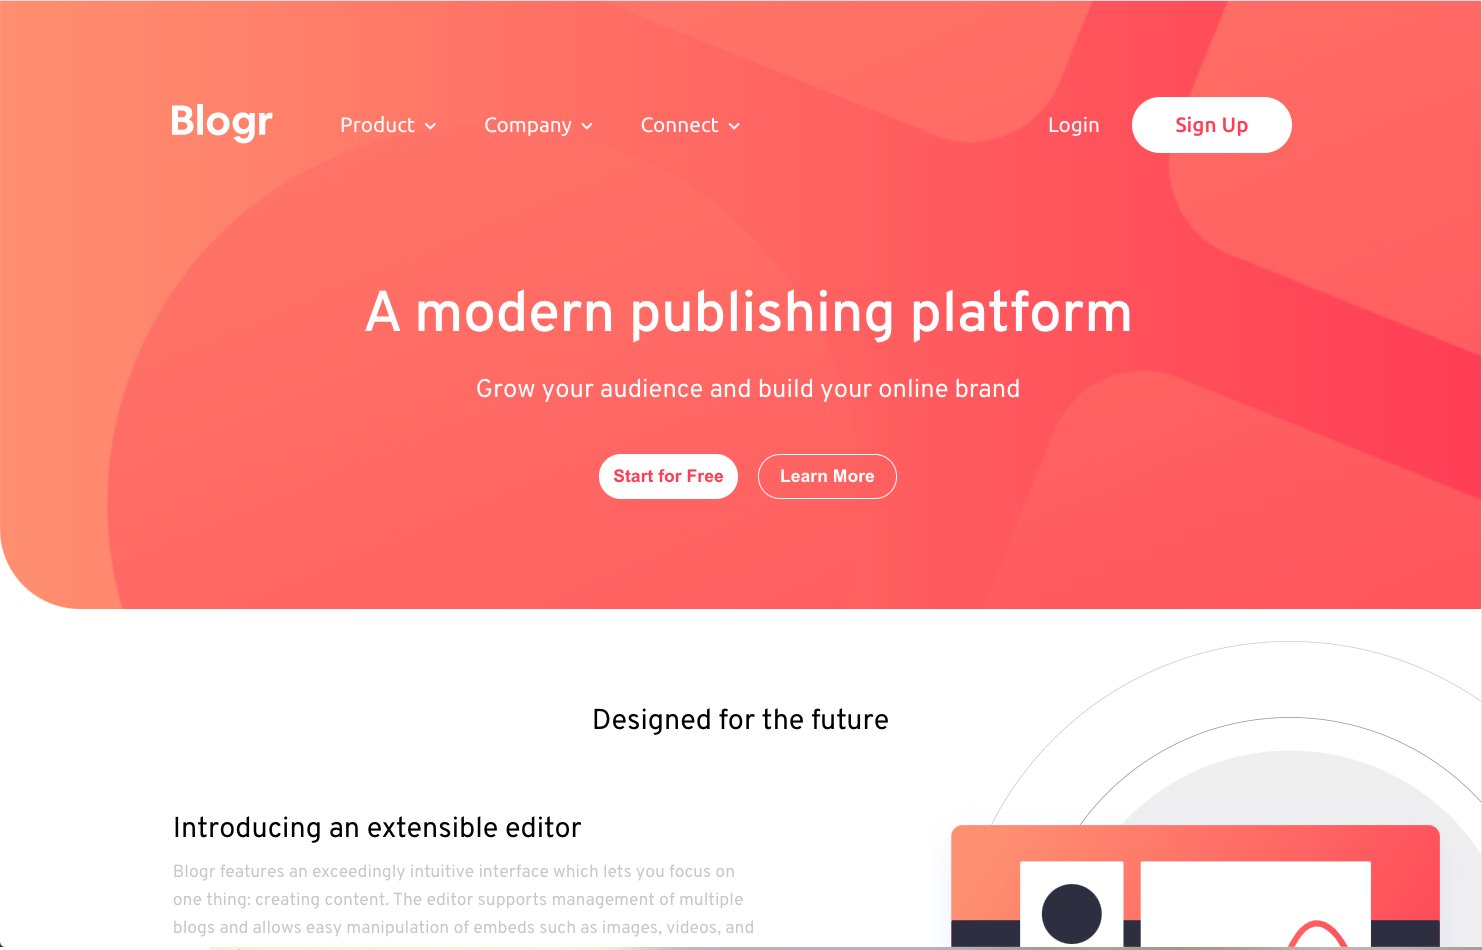 Blogr Product Company Connect Login Sign Up
A modern publishing platform
Grow your audience and build your online brand
Start for Free Learn More
Designed for the future
Introducing an extensible editor
Blogr features an exceedingly intuitive interface which lets you focus on
one thing: creating content. The editor supports management of multiple
blogs and allows easy manipulation of embeds such as images, videos, and